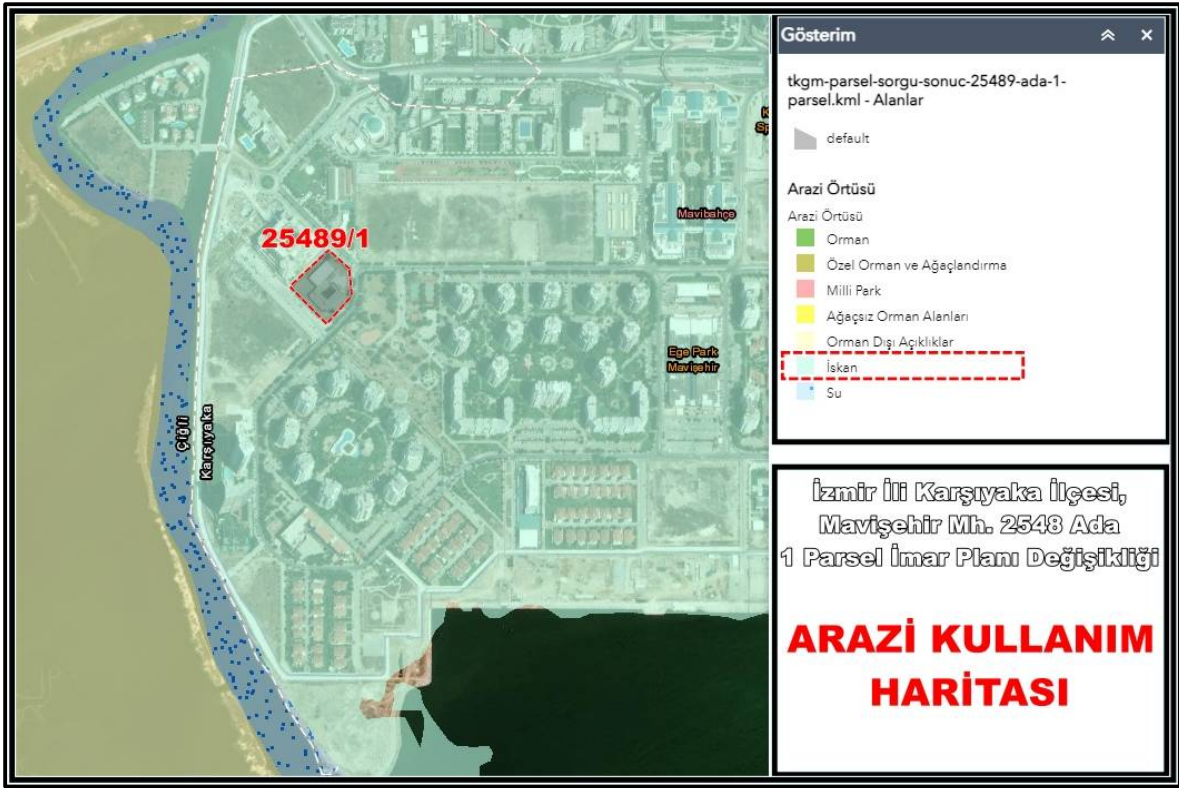 25489/1
Mavibahçe
Ege Park
Mavişehir
Çiğli
Karşıyaka
Gösterim
tkgm-parsel-sorgu-sonuc-25489-ada-1-
parsel.kml - Alanlar
default
Arazi Örtüsü
Arazi Örtüsü
Orman
Özel Orman ve Ağaçlandırma
Milli Park
Ağaçsız Orman Alanları
Orman Dışı Açıklıklar
İskan
Su
İzmir İli Karşıyaka İlçesi,
Mavişehir Mh. 2548 Ada
1 Parsel İmar Planı Değişikliği
ARAZİ KULLANIM
HARİTASI